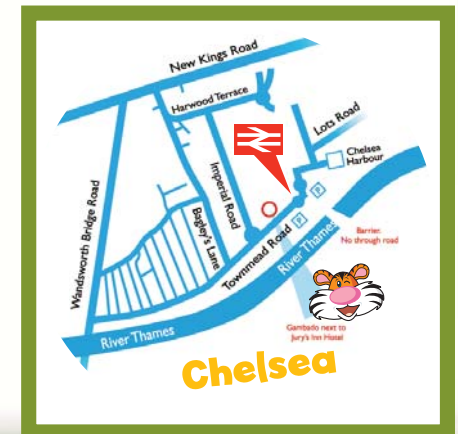 New Kings Road
Harwood Terrace
Lots Road
Chelsea
Harbour
Imperial Road
Wandsworth Bridge Road
Bagley's Lane
P
P
Townmead Road
River Thames
Barrier.
No through road
River Thames
Gambado next to
Jury's Inn Hotel
Chelsea